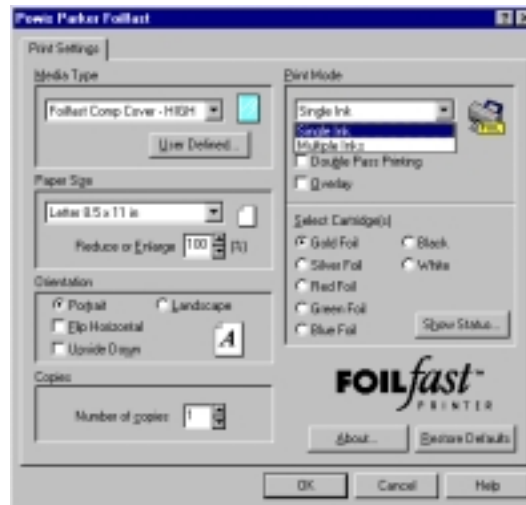 Powis Parker Foilfast
Print Settings
Media Type
Foilfast Comp Cover - HIGH
User Defined...
Paper Size
Letter 8.5 x 11 in
Reduce or Enlarge 100 (%)
Orientation
Portrait Landscape
Flip Horizontal
Upside Down
A
Copies
Number of copies: 1
Print Mode
Single Ink
Single Ink
Multiple Inks
Double Pass Printing
Overlay
FOIL
Select Cartridge(s)
Gold Foil Black
Silver Foil White
Red Foil
Green Foil
Blue Foil
Show Status...
FOILfast™
PRINTER
About... Restore Defaults
OK Cancel Help